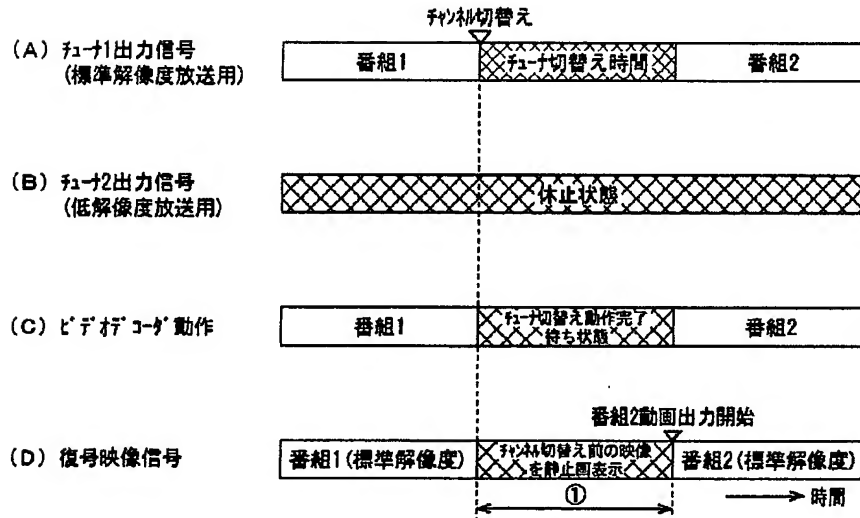 チャンネル切替え
(A) チューナ1出力信号
(標準解像度放送用)
番組1
チューナ切替え時間
番組2
(B) チューナ2出力信号
(低解像度放送用)
休止状態
(C) ビデオデコーダ動作
番組1
チューナ切替え動作完了
待ち状態
番組2
番組2動画出力開始
(D) 復号映像信号
番組1(標準解像度)
チャンネル切替え前の映像
を静止画表示
番組2(標準解像度)
①
時間